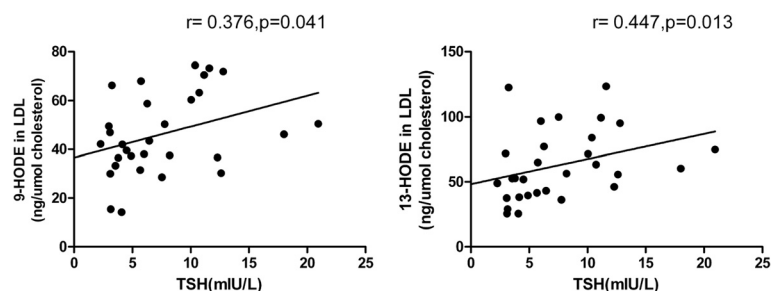 r= 0.376,p=0.041
80
60
40
20
0
9-HODE in LDL
(ng/umol cholesterol)
0 5 10 15 20 25
TSH(mIU/L)
r= 0.447,p=0.013
150
100
50
0
13-HODE in LDL
(ng/umol cholesterol)
0 5 10 15 20 25
TSH(mIU/L)